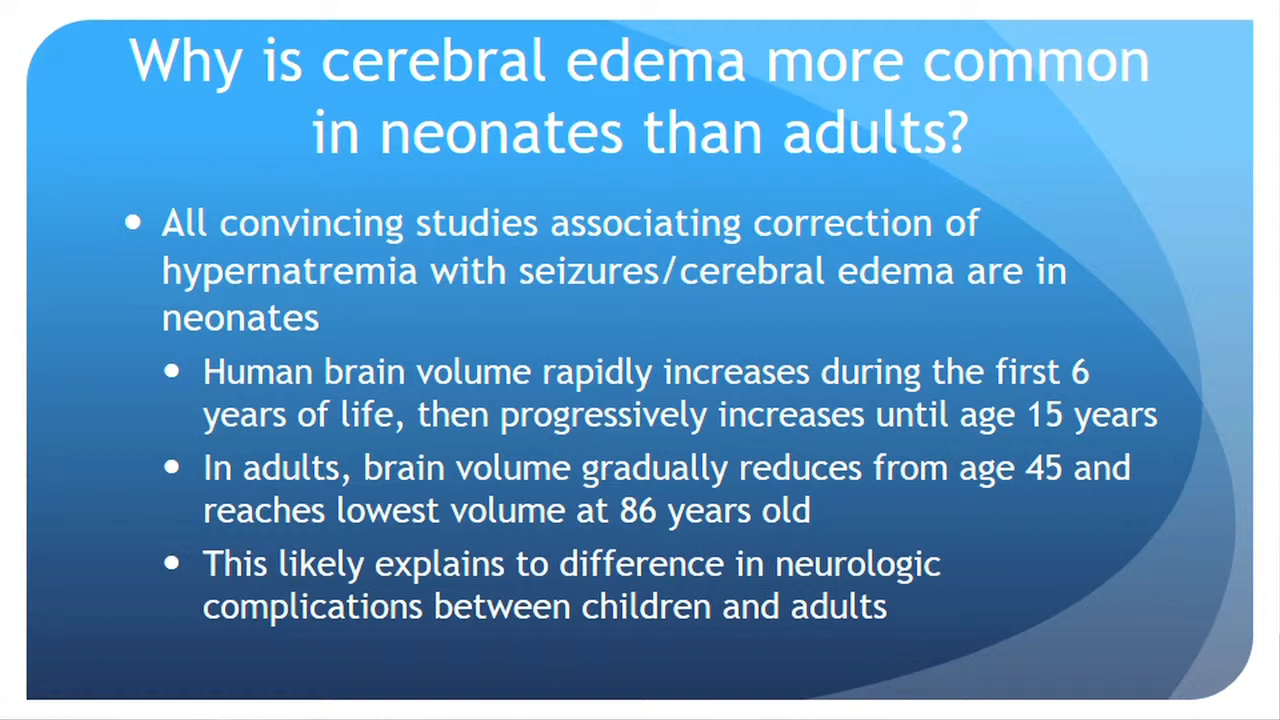 Why is cerebral edema more common
in neonates than adults?
• All convincing studies associating correction of
hypernatremia with seizures/cerebral edema are in
neonates
• Human brain volume rapidly increases during the first 6
years of life, then progressively increases until age 15 years
• In adults, brain volume gradually reduces from age 45 and
reaches lowest volume at 86 years old
• This likely explains to difference in neurologic
complications between children and adults